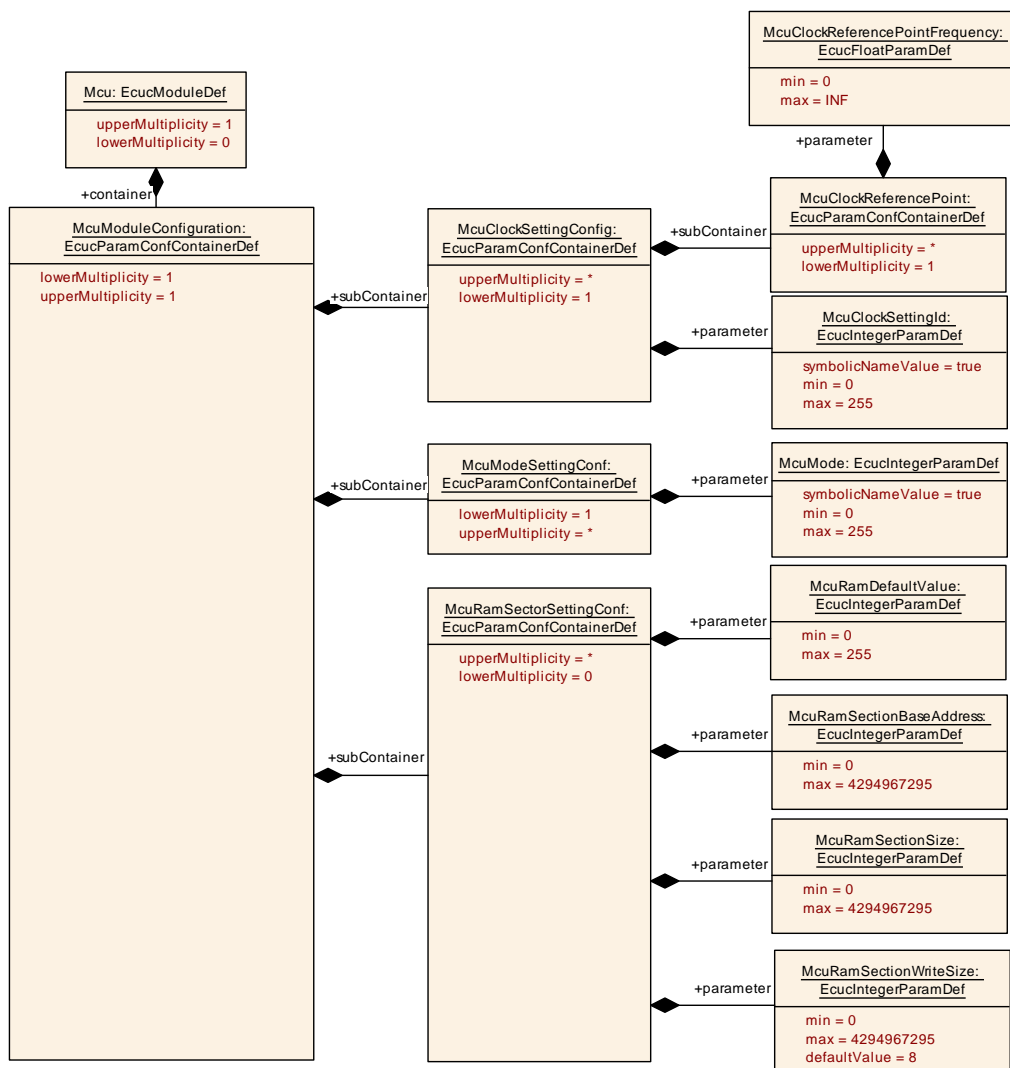 McuClockReferencePointFrequency:
EcucFloatParamDef
min = 0
max = INF
Mcu: EcucModuleDef
upperMultiplicity = 1
lowerMultiplicity = 0
+parameter
+container
McuModuleConfiguration:
EcucParamConfContainerDef
lowerMultiplicity = 1
upperMultiplicity = 1
+subContainer
McuClockSettingConfig:
EcucParamConfContainerDef
upperMultiplicity = *
lowerMultiplicity = 1
+subContainer
McuClockReferencePoint:
EcucParamConfContainerDef
upperMultiplicity = *
lowerMultiplicity = 1
+parameter
McuClockSettingId:
EcucIntegerParamDef
symbolicNameValue = true
min = 0
max = 255
+subContainer
McuModeSettingConf:
EcucParamConfContainerDef
lowerMultiplicity = 1
upperMultiplicity = *
+parameter
McuMode: EcucIntegerParamDef
symbolicNameValue = true
min = 0
max = 255
+subContainer
McuRamSectorSettingConf:
EcucParamConfContainerDef
upperMultiplicity = *
lowerMultiplicity = 0
+parameter
McuRamDefaultValue:
EcucIntegerParamDef
min = 0
max = 255
+parameter
McuRamSectionBaseAddress:
EcucIntegerParamDef
min = 0
max = 4294967295
+parameter
McuRamSectionSize:
EcucIntegerParamDef
min = 0
max = 4294967295
+parameter
McuRamSectionWriteSize:
EcucIntegerParamDef
min = 0
max = 4294967295
defaultValue = 8